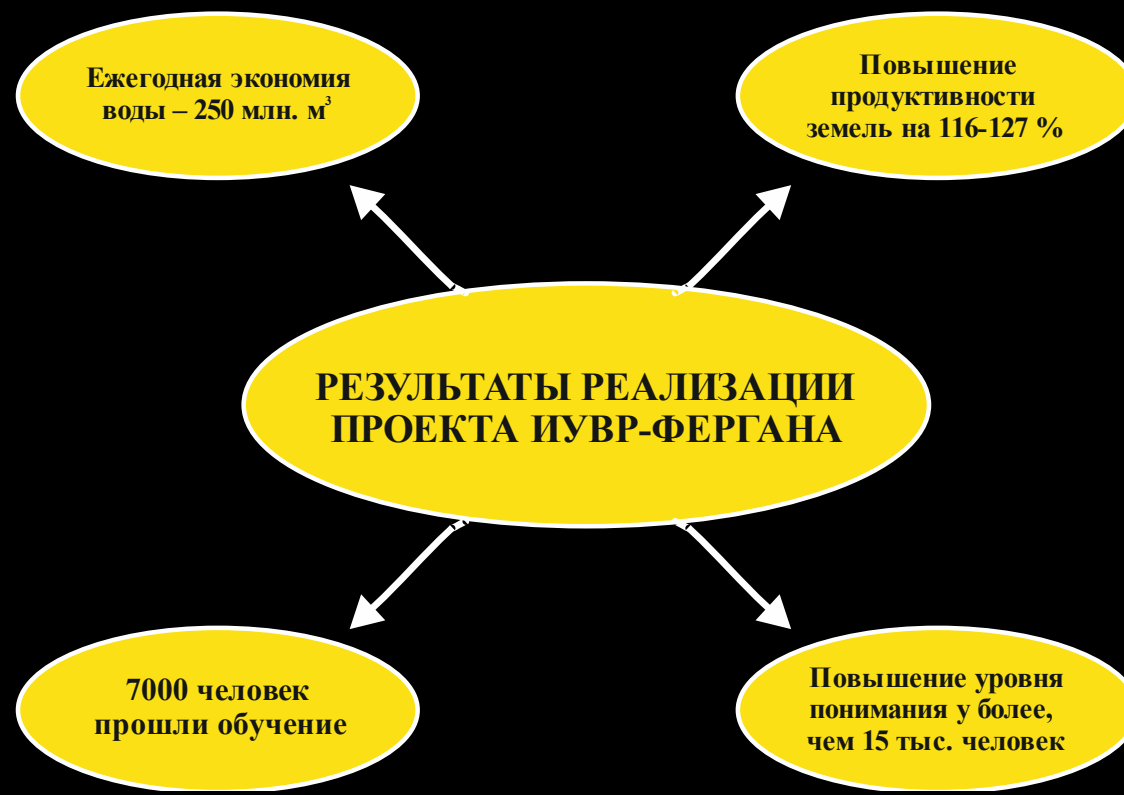 Ежегодная экономия
воды – 250 млн. м³
Повышение
продуктивности
земель на 116-127 %
РЕЗУЛЬТАТЫ РЕАЛИЗАЦИИ
ПРОЕКТА ИУВР-ФЕРГАНА
7000 человек
прошли обучение
Повышение уровня
понимания у более,
чем 15 тыс. человек